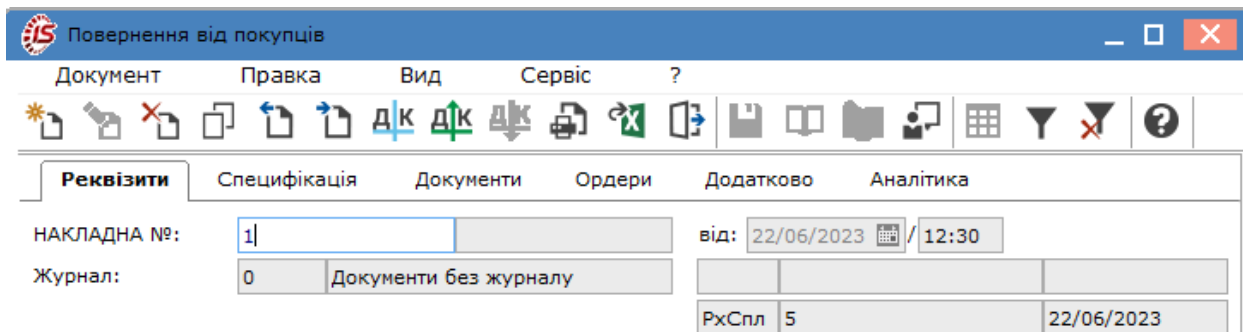 Повернення від покупців
Документ Правка Вид Сервіс ?
Реквізити Специфікація Документи Ордери Додатково Аналітика
НАКЛАДНА №: 1 від: 22/06/2023 / 12:30
Журнал: 0 Документи без журналу
РхСпл 5 22/06/2023